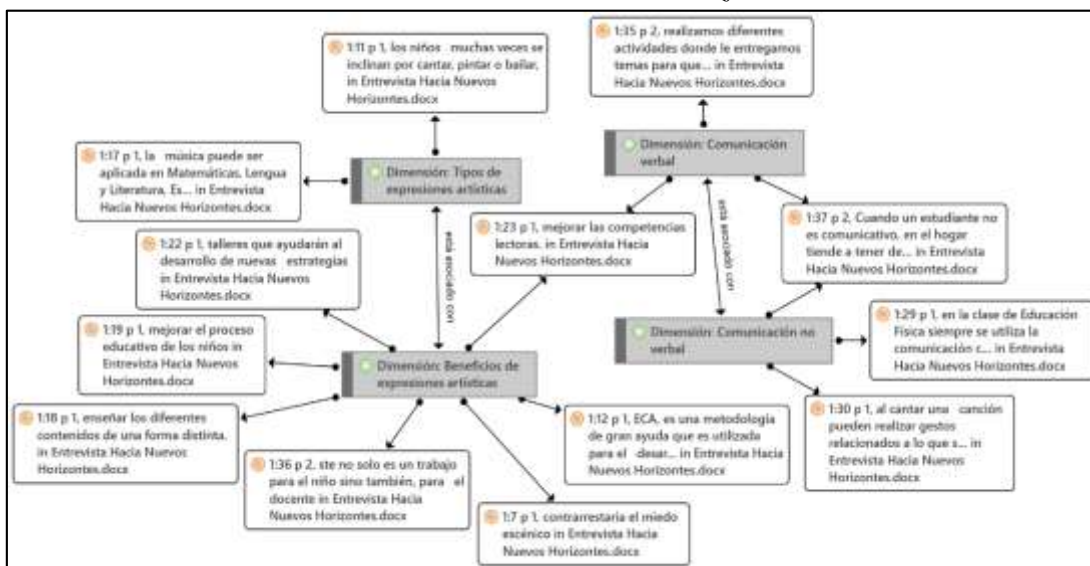 1:35 p 2, realizamos diferentes
actividades donde le entregamos
temas para que... in Entrevista
Hacia Nuevos Horizontes.docx
1:11 p 1, los niños muchas veces se
inclinan por cantar, pintar o bailar,
in Entrevista Hacia Nuevos
Horizontes.docx
Dimensión: Comunicación
verbal
1:17 p 1, la música puede ser
aplicada en Matemáticas, Lengua
y Literatura, Es... in Entrevista
Hacia Nuevos Horizontes.docx
Dimensión: Tipos de
expresiones artísticas
1:23 p 1, mejorar las competencias
lectoras. in Entrevista Hacia
Nuevos Horizontes.docx
1:37 p 2, Cuando un estudiante no
es comunicativo, en el hogar
tiende a tener de... in Entrevista
Hacia Nuevos Horizontes.docx
1:22 p 1, talleres que ayudarán al
desarrollo de nuevas estrategias
in Entrevista Hacia Nuevos
Horizontes.docx
está asociado con
está asociado con
1:29 p 1, en la clase de Educación
Física siempre se utiliza la
comunicación c... in Entrevista
Hacia Nuevos Horizontes.docx
1:19 p 1, mejorar el proceso
educativo de los niños in
Entrevista Hacia Nuevos
Horizontes.docx
Dimensión: Comunicación no
verbal
Dimensión: Beneficios de
expresiones artísticas
1:18 p 1, enseñar los diferentes
contenidos de una forma distinta.
in Entrevista Hacia Nuevos
Horizontes.docx
1:12 p 1, ECA, es una metodología
de gran ayuda que es utilizada
para el desar... in Entrevista Hacia
Nuevos Horizontes.docx
1:30 p 1, al cantar una canción
pueden realizar gestos
relacionados a lo que s... in
Entrevista Hacia Nuevos
Horizontes.docx
1:36 p 2, ste no solo es un trabajo
para el niño sino también, para el
docente in Entrevista Hacia
Nuevos Horizontes.docx
1:7 p 1, contrarrestaria el miedo
escénico in Entrevista Hacia
Nuevos Horizontes.docx